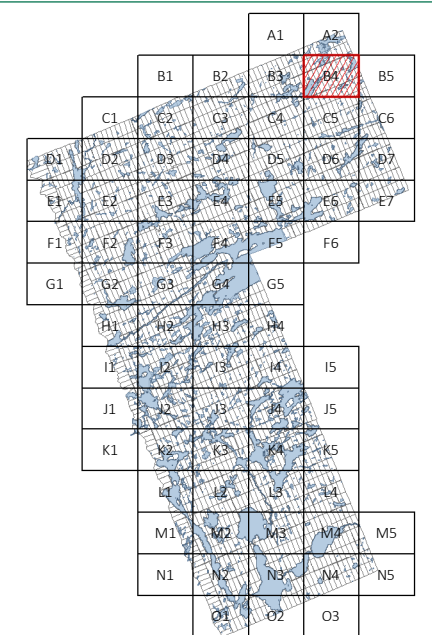 A1 A2
B1 B2 B3 B4 B5
C1 C2 C3 C4 C5 C6
D1 D2 D3 D4 D5 D6 D7
E1 E2 E3 E4 E5 E6 E7
F1 F2 F3 F4 F5 F6
G1 G2 G3 G4 G5
H1 H2 H3 H4
I1 I2 I3 I4 I5
J1 J2 J3 J4 J5
K1 K2 K3 K4 K5
L1 L2 L3 L4
M1 M2 M3 M4 M5
N1 N2 N3 N4 N5
O1 O2 O3